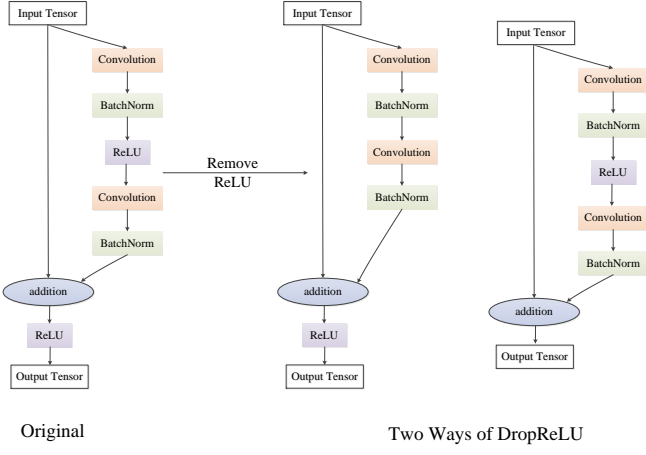 Input Tensor
Convolution
BatchNorm
ReLU
Convolution
BatchNorm
addition
ReLU
Output Tensor
Original
Remove
ReLU
Input Tensor
Convolution
BatchNorm
Convolution
BatchNorm
addition
ReLU
Output Tensor
Input Tensor
Convolution
BatchNorm
ReLU
Convolution
BatchNorm
addition
Output Tensor
Two Ways of DropReLU